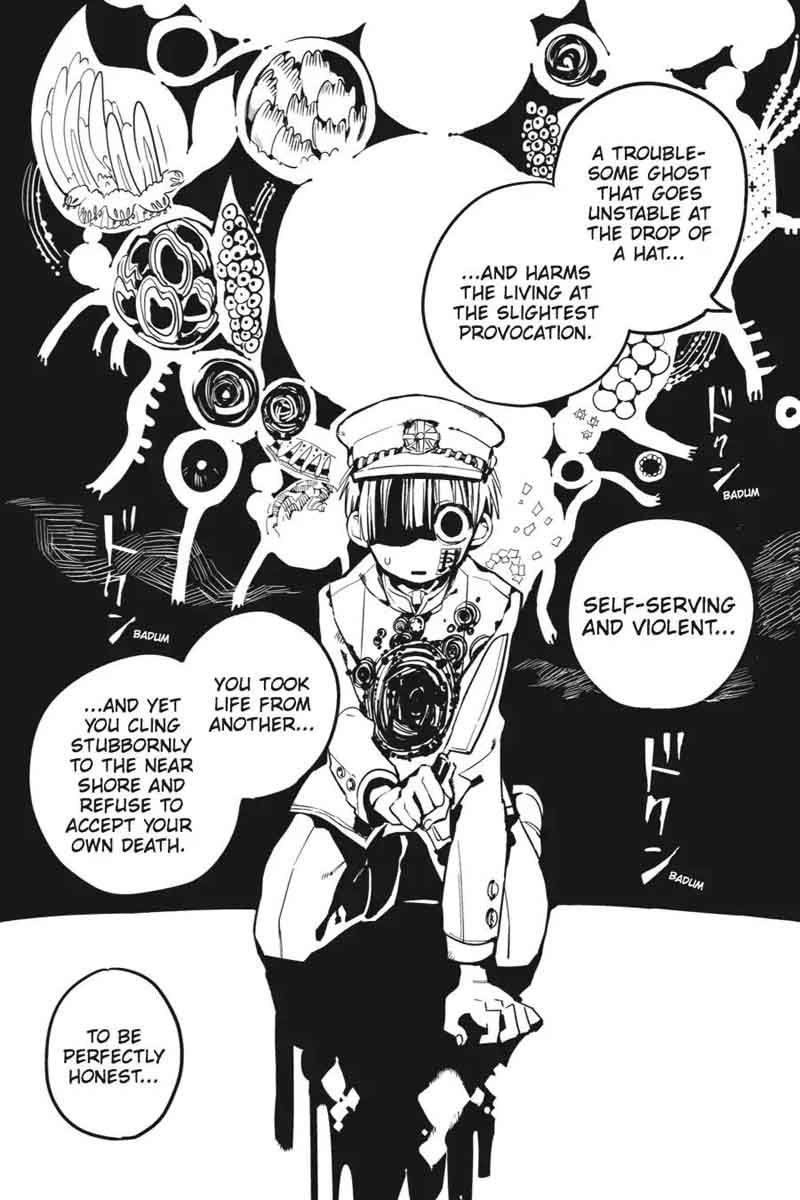 A TROUBLE-
SOME GHOST
THAT GOES
UNSTABLE AT
THE DROP OF
A HAT...
...AND HARMS
THE LIVING AT
THE SLIGHTEST
PROVOCATION.
ドクン
BADUM
SELF-SERVING
AND VIOLENT...
ドクン
BADUM
YOU TOOK
LIFE FROM
ANOTHER...
...AND YET
YOU CLING
STUBBORNLY
TO THE NEAR
SHORE AND
REFUSE TO
ACCEPT YOUR
OWN DEATH.
ドクン
BADUM
TO BE
PERFECTLY
HONEST...